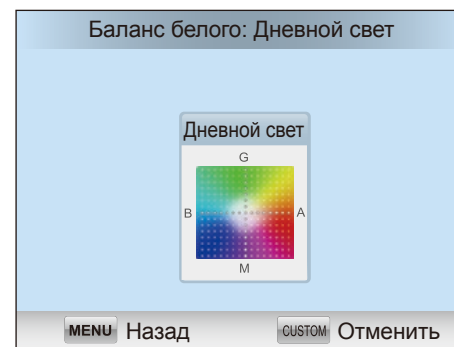 Баланс белого: Дневной свет
Дневной свет
G
B A
M
MENU Назад CUSTOM Отменить